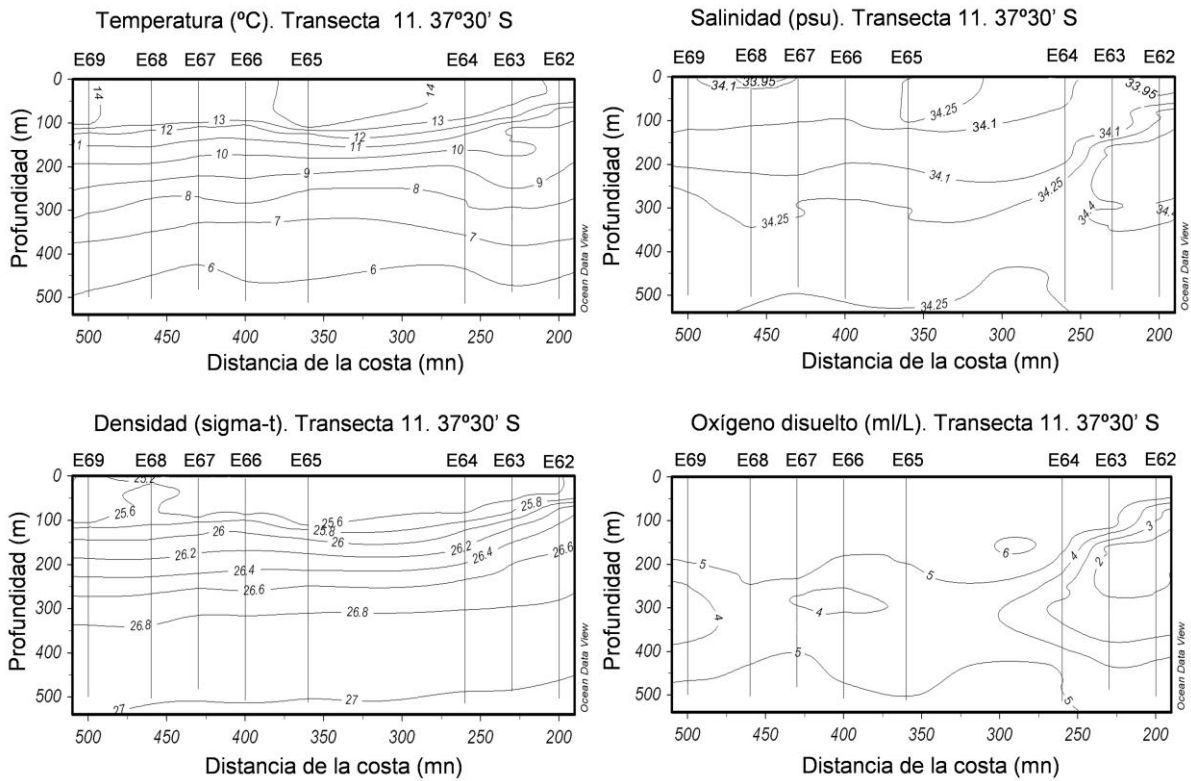 Temperatura (ºC). Transecta 11. 37º30' S
E69 E68 E67 E66 E65 E64 E63 E62
0
100
200
300
400
500
Profundidad (m)
14 14
13 13
12 12
11
10 10
9 9
8 8
7 7
6 6
Ocean Data View
500 450 400 350 300 250 200
Distancia de la costa (mn)
Salinidad (psu). Transecta 11. 37º30' S
E69 E68 E67 E66 E65 E64 E63 E62
0
100
200
300
400
500
Profundidad (m)
34.1 33.95 33.95
34.25
34.1 34.1
34.1
34.25
34.4 34.4
34.25
34.25
Ocean Data View
500 450 400 350 300 250 200
Distancia de la costa (mn)
Densidad (sigma-t). Transecta 11. 37º30' S
E69 E68 E67 E66 E65 E64 E63 E62
0
100
200
300
400
500
Profundidad (m)
25.2
25.6 25.6 25.8
25.8
26 26
26.2 26.2
26.4 26.4
26.6 26.6
26.8 26.8
27 27
Ocean Data View
500 450 400 350 300 250 200
Distancia de la costa (mn)
Oxígeno disuelto (ml/L). Transecta 11. 37º30' S
E69 E68 E67 E66 E65 E64 E63 E62
0
100
200
300
400
500
Profundidad (m)
3
6
4
2
5 5
4 4
5
5
Ocean Data View
500 450 400 350 300 250 200
Distancia de la costa (mn)